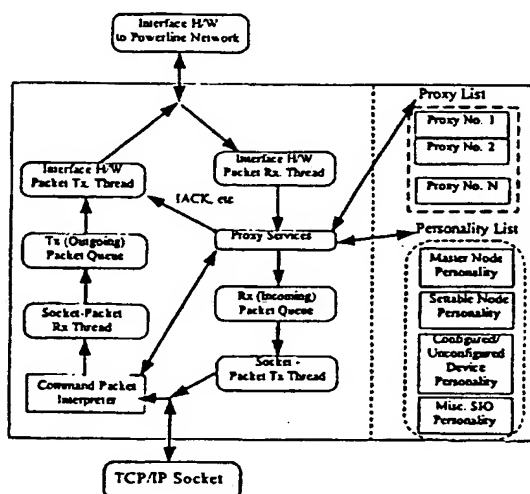 Interface H/W
to Powerline Network
Proxy List
Proxy No. 1
Proxy No. 2
Proxy No. N
Interface H/W
Packet Tx. Thread
Interface H/W
Packet Rx. Thread
IACK, etc
Tx (Outgoing)
Packet Queue
Proxy Services
Personality List
Master Node
Personality
Socket-Packet
Rx Thread
Rx (Incoming)
Packet Queue
Settable Node
Personality
Configured/
Unconfigured
Device
Personality
Command Packet
Interpreter
Socket -
Packet Tx Thread
Misc. SIO
Personality
TCP/IP Socket